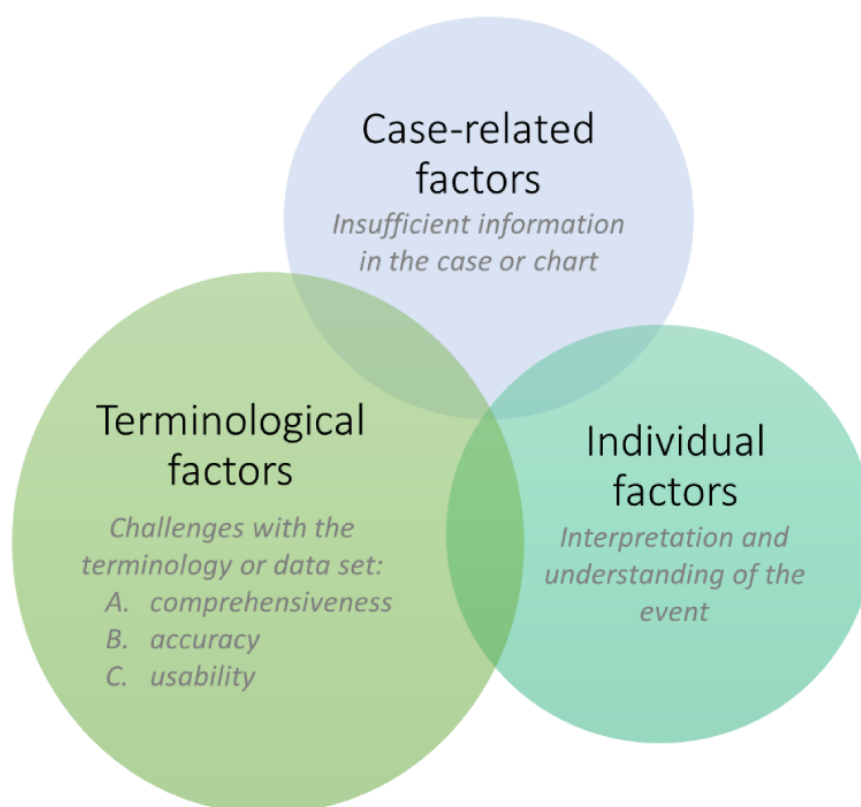 Case-related
factors
Insufficient information
in the case or chart
Terminological
factors
Challenges with the
terminology or data set:
A. comprehensiveness
B. accuracy
C. usability
Individual
factors
Interpretation and
understanding of the
event